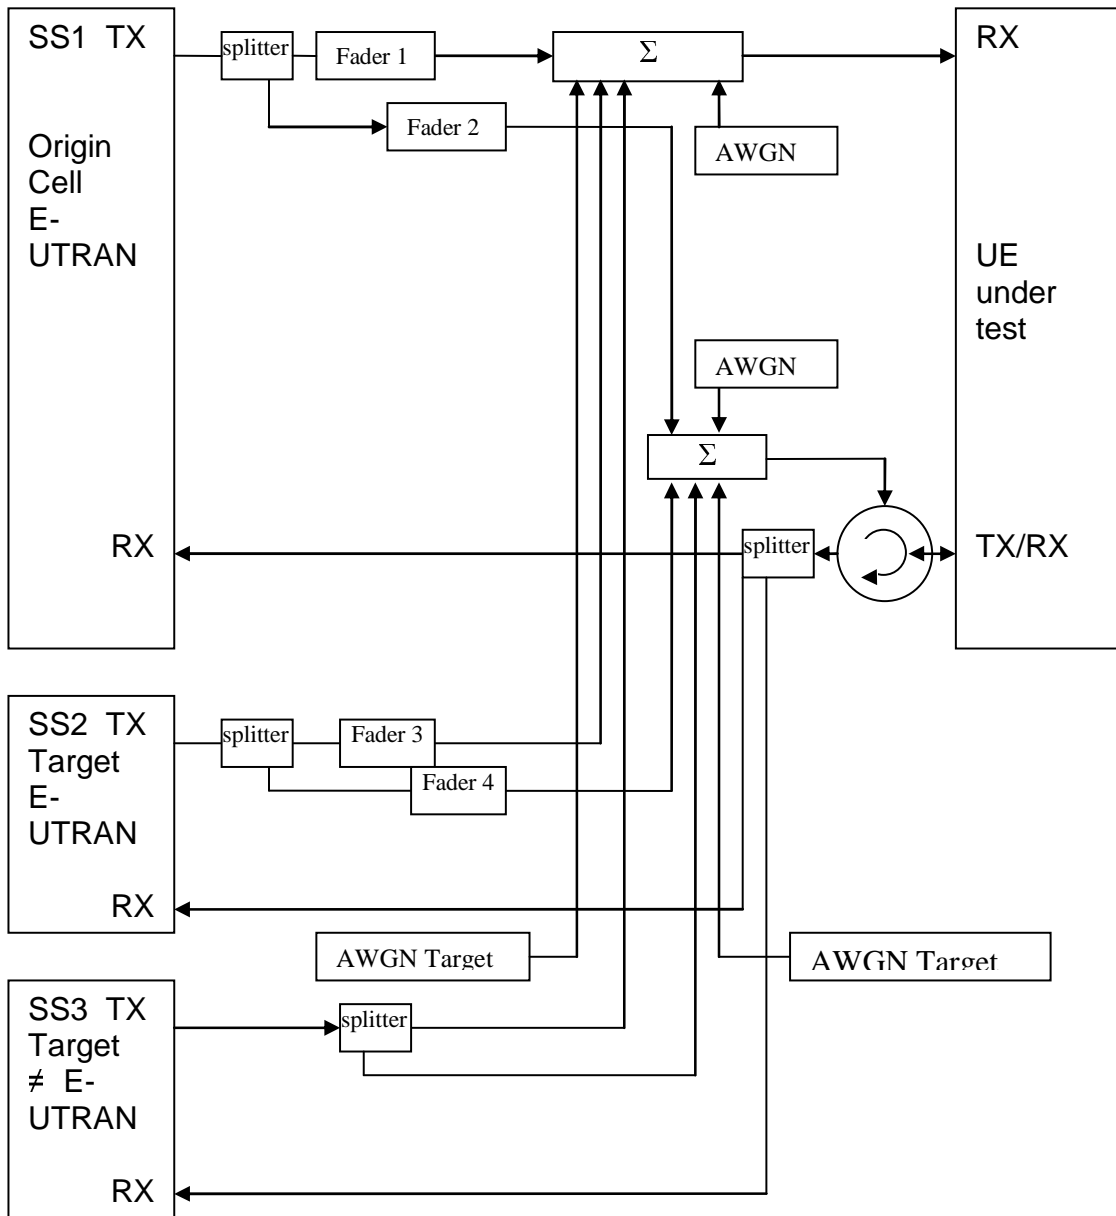 SS1 TX
Origin
Cell
E-
UTRAN
RX
splitter
Fader 1
Fader 2
Σ
AWGN
RX
UE
under
test
TX/RX
AWGN
Σ
splitter
SS2 TX
Target
E-
UTRAN
RX
splitter
Fader 3
Fader 4
AWGN Target
AWGN Target
SS3 TX
Target
≠ E-
UTRAN
RX
splitter